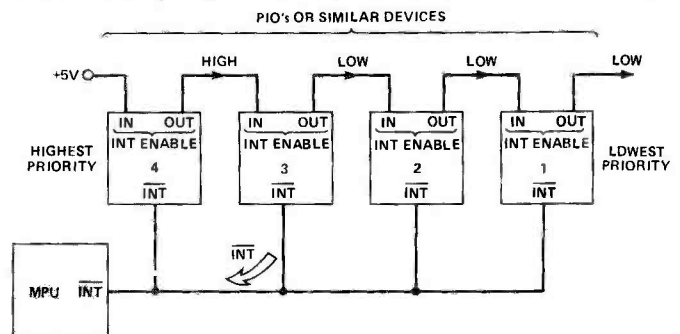 PIO's OR SIMILAR DEVICES
HIGH LOW LOW LOW
+5V
IN OUT IN OUT IN OUT IN OUT
HIGHEST PRIORITY
INT ENABLE INT ENABLE INT ENABLE INT ENABLE
LDWEST PRIORITY
4 3 2 1
INT INT INT INT
INT
MPU INT